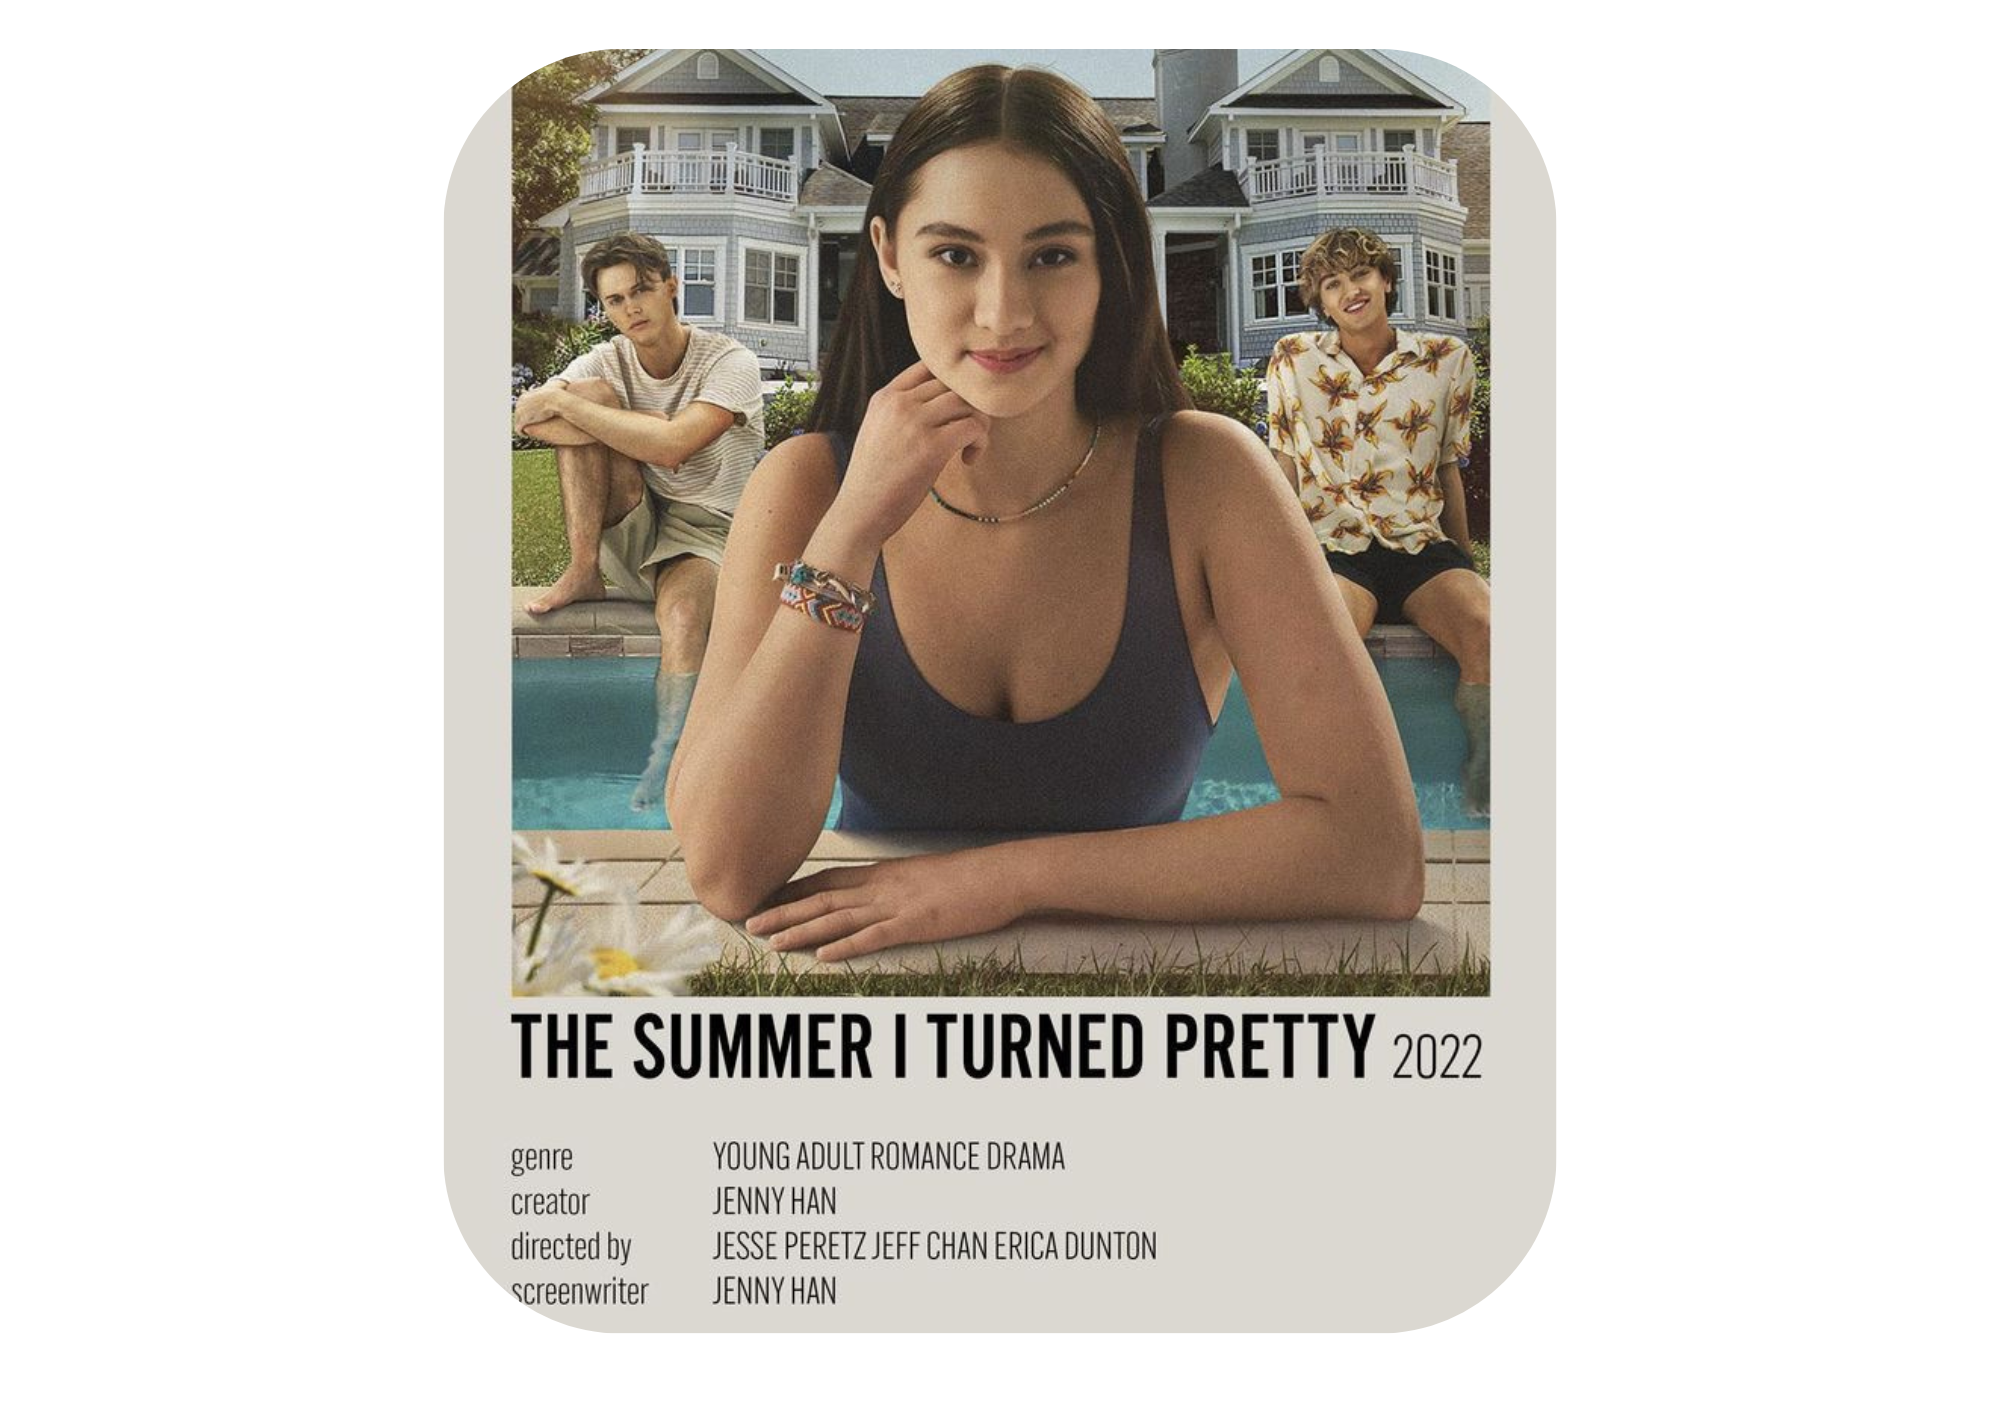 THE SUMMER I TURNED PRETTY 2022
genre YOUNG ADULT ROMANCE DRAMA
creator JENNY HAN
directed by JESSE PERETZ JEFF CHAN ERICA DUNTON
screenwriter JENNY HAN